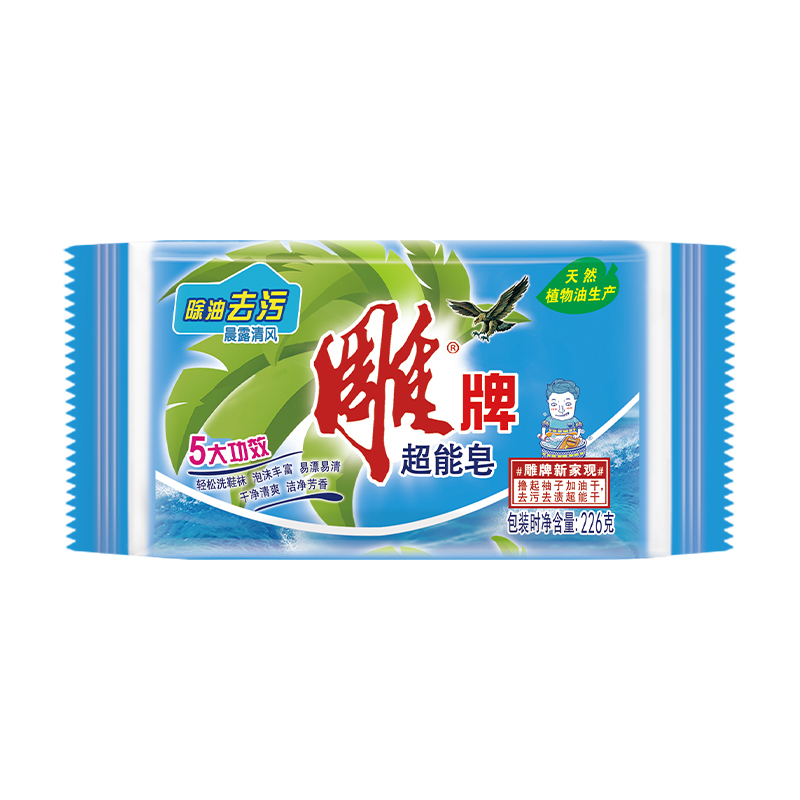 除油去污
晨露清风
天然
植物油生产
雕牌®
超能皂
5大功效
轻松洗鞋袜 泡沫丰富 易漂易清
干净清爽 洁净芳香
#雕牌新家观#
撸起袖子加油干,
去污去渍超能干
包装时净含量:226克